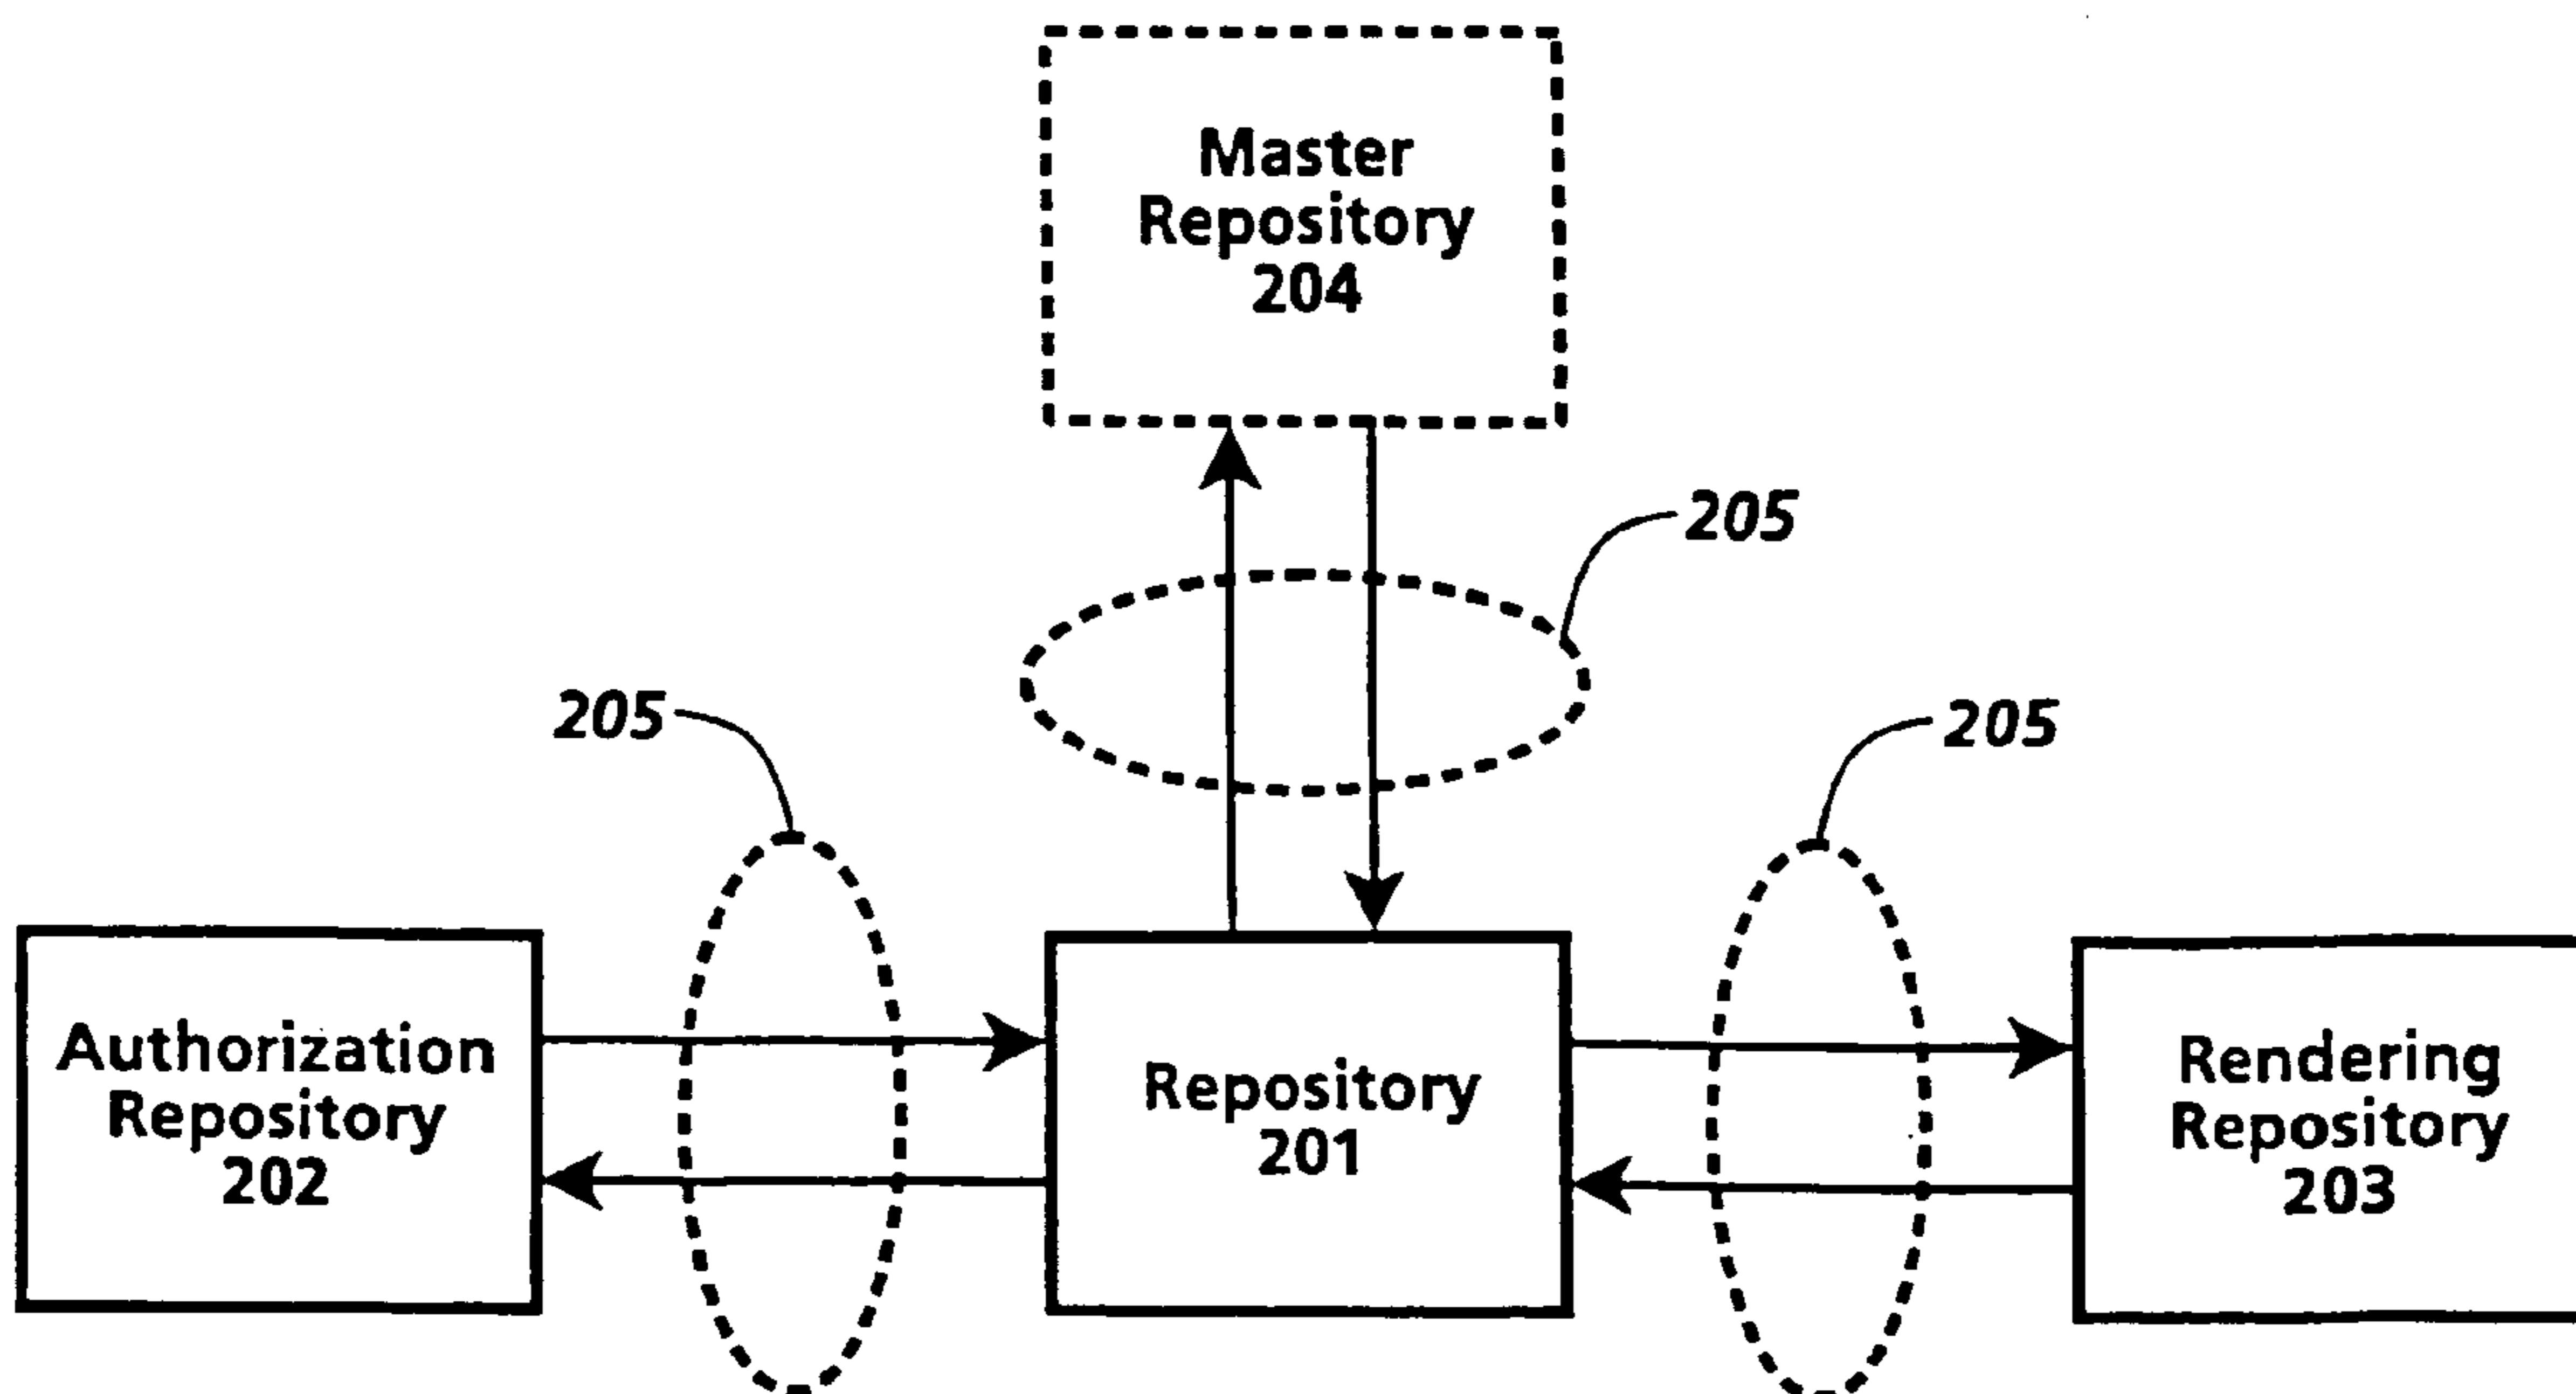 Master
Repository
204
205
205
205
Authorization
Repository
202
Repository
201
Rendering
Repository
203